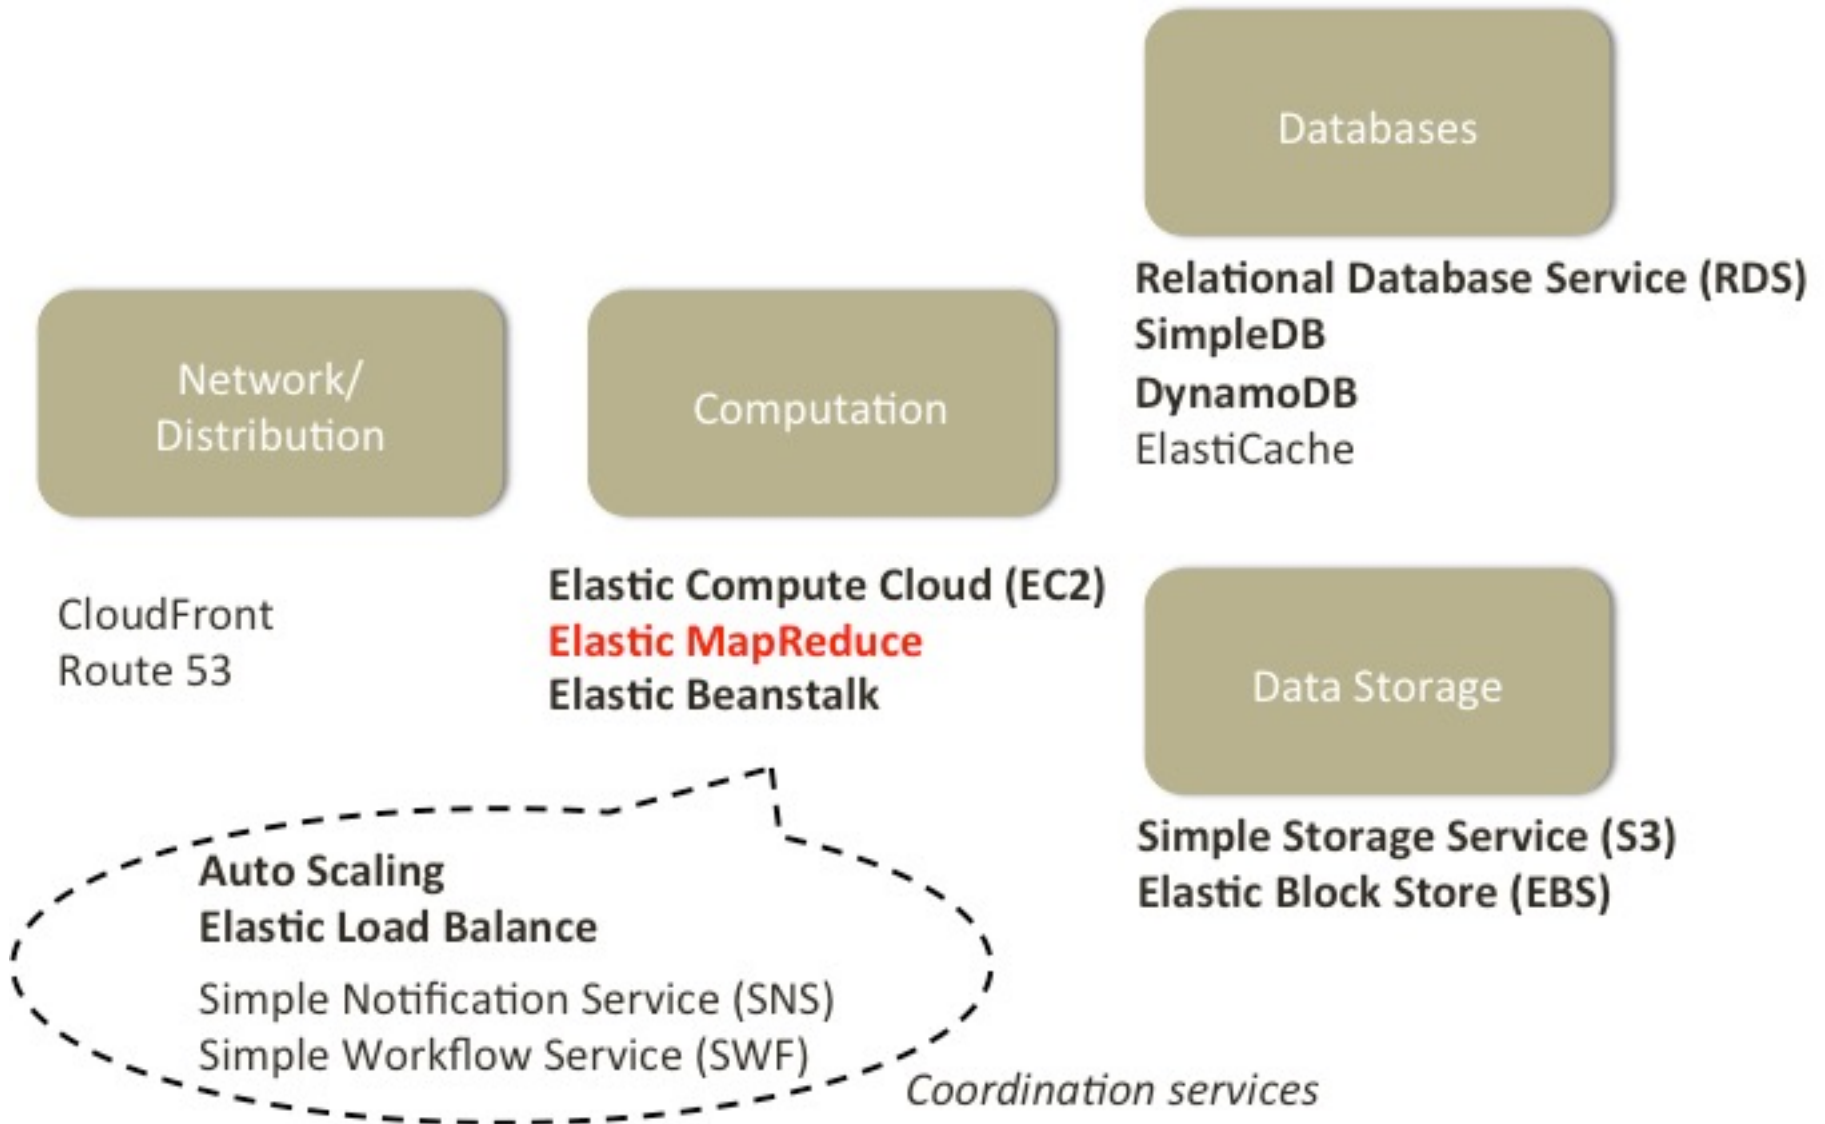 Databases
Relational Database Service (RDS)
SimpleDB
DynamoDB
ElastiCache
Network/
Distribution
CloudFront
Route 53
Computation
Elastic Compute Cloud (EC2)
Elastic MapReduce
Elastic Beanstalk
Data Storage
Simple Storage Service (S3)
Elastic Block Store (EBS)
Auto Scaling
Elastic Load Balance
Simple Notification Service (SNS)
Simple Workflow Service (SWF)
Coordination services